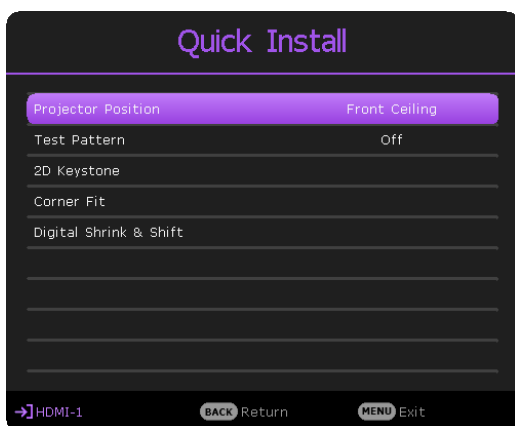 Quick Install
Projector Position Front Ceiling
Test Pattern Off
2D Keystone
Corner Fit
Digital Shrink & Shift
HDMI-1 BACK Return MENU Exit